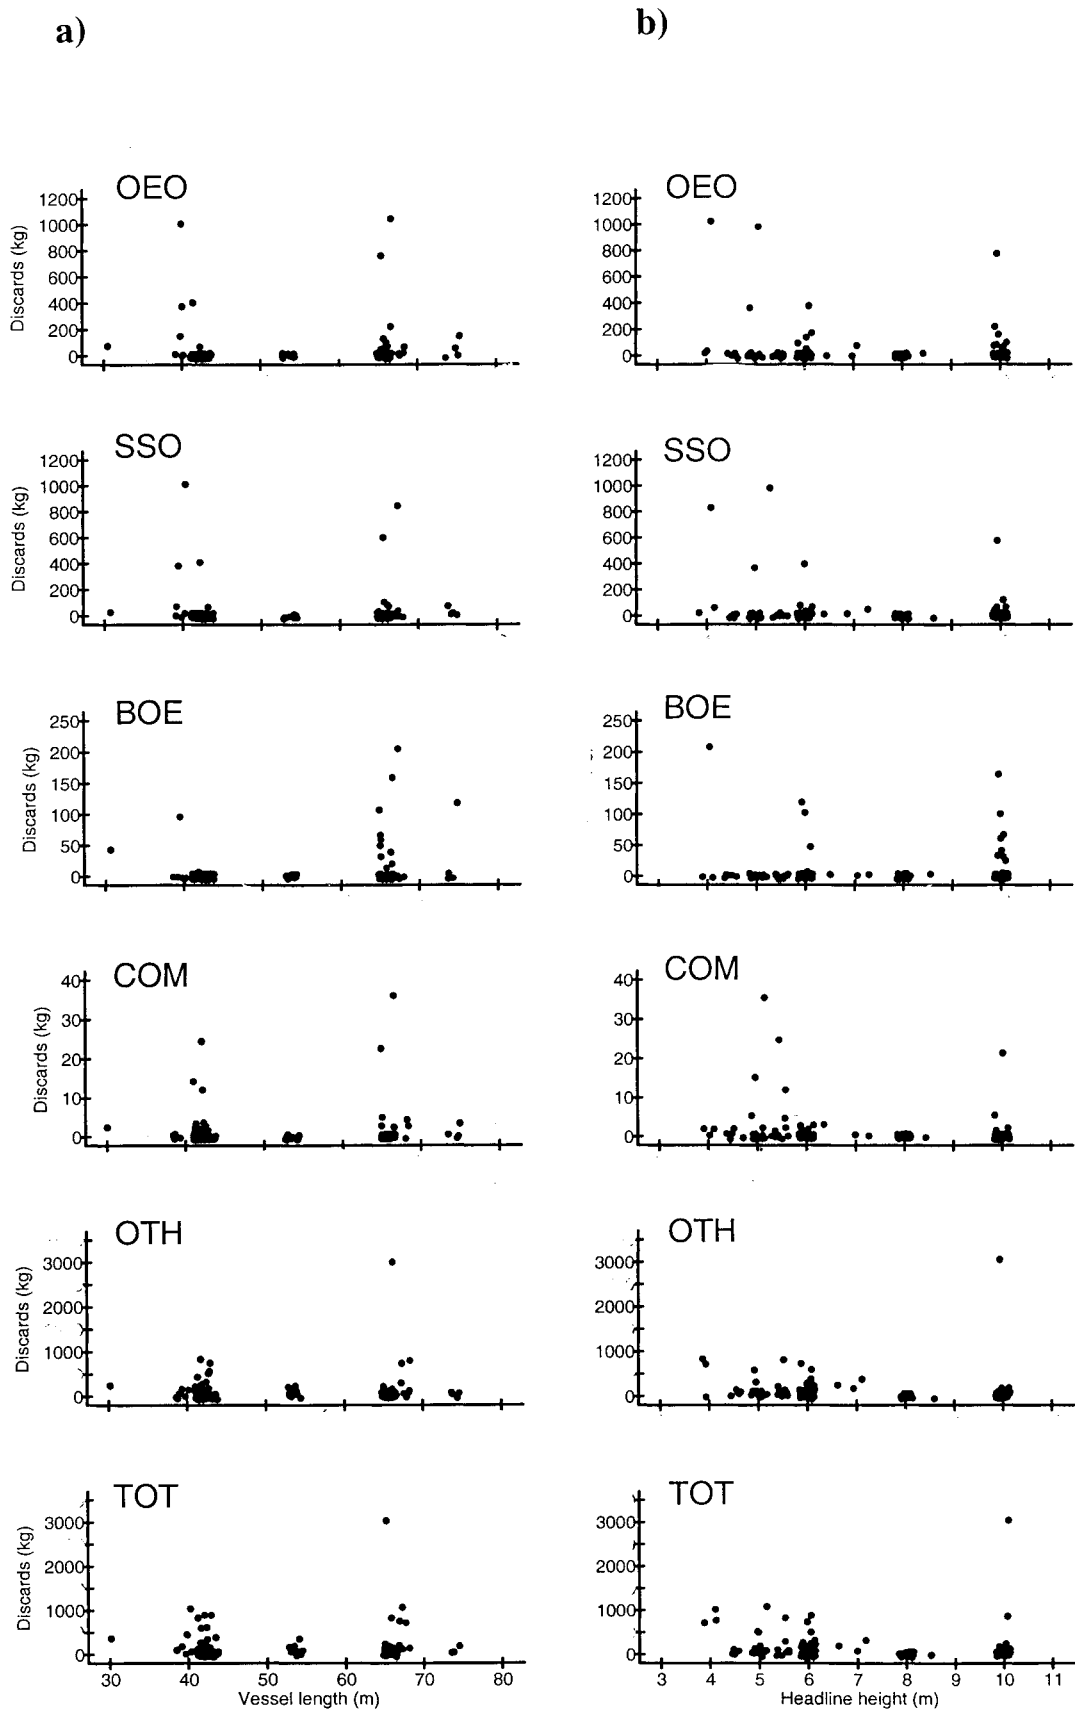 a)
b)
OEO
1200
1000
800
600
400
200
0
Discards (kg)
OEO
1200
1000
800
600
400
200
0
SSO
1200
1000
800
600
400
200
0
Discards (kg)
SSO
1200
1000
800
600
400
200
0
BOE
250
200
150
100
50
0
Discards (kg)
BOE
250
200
150
100
50
0
COM
40
30
20
10
0
Discards (kg)
COM
40
30
20
10
0
OTH
3000
2000
1000
0
Discards (kg)
OTH
3000
2000
1000
0
TOT
3000
2000
1000
0
Discards (kg)
30 40 50 60 70 80
Vessel length (m)
TOT
3000
2000
1000
0
3 4 5 6 7 8 9 10 11
Headline height (m)